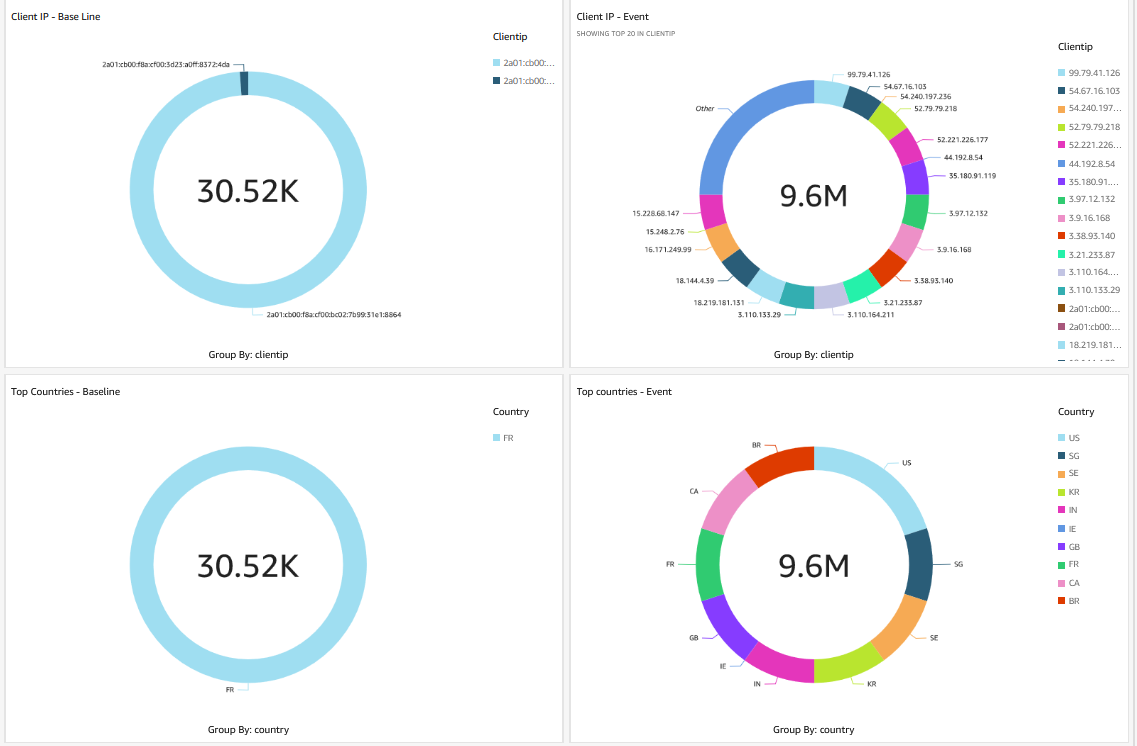 Client IP - Base Line
Clientip
2a01:cb00:...
2a01:cb00:...
2a01:cb00:f8a:cf00:3d23:a0ff:8372:4da
30.52K
2a01:cb00:f8a:cf00:bc02:7b99:31e1:8864
Group By: clientip
Client IP - Event
SHOWING TOP 20 IN CLIENTIP
Clientip
99.79.41.126
54.67.16.103
54.240.197...
52.79.79.218
52.221.226...
44.192.8.54
35.180.91....
3.97.12.132
3.9.16.168
3.38.93.140
3.21.233.87
3.110.164....
3.110.133.29
2a01:cb00:...
2a01:cb00:...
18.219.181...
99.79.41.126
54.67.16.103
54.240.197.236
52.79.79.218
52.221.226.177
44.192.8.54
35.180.91.119
3.97.12.132
3.9.16.168
3.38.93.140
3.21.233.87
3.110.164.211
3.110.133.29
18.219.181.131
18.144.4.39
16.171.249.99
15.248.2.76
15.228.68.147
Other
9.6M
Group By: clientip
Top Countries - Baseline
Country
FR
30.52K
FR
Group By: country
Top countries - Event
Country
US
SG
SE
KR
IN
IE
GB
FR
CA
BR
US
SG
SE
KR
IN
IE
GB
FR
CA
BR
9.6M
Group By: country